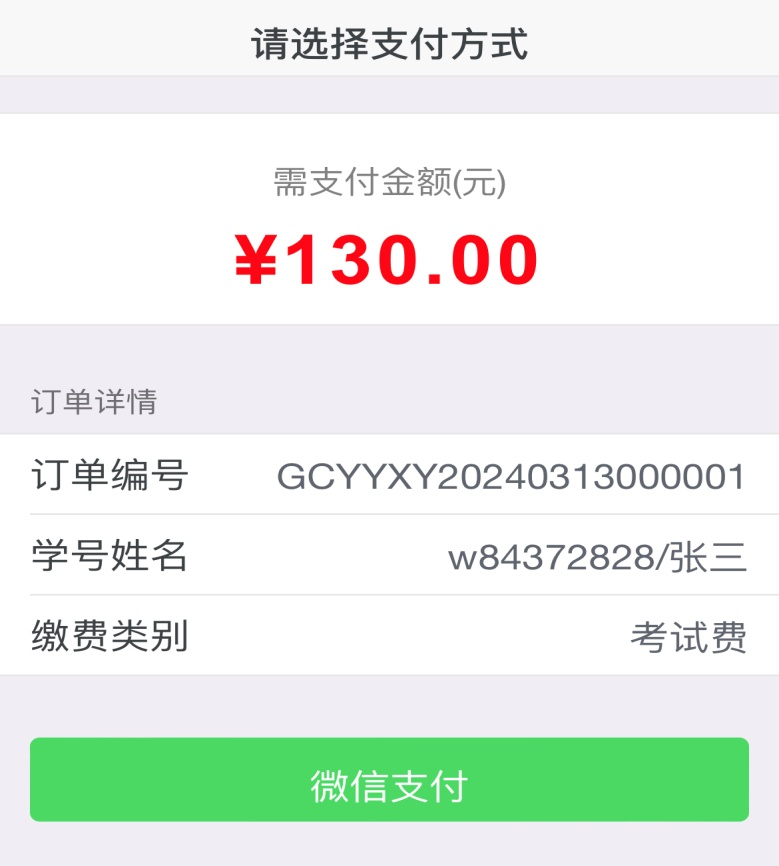 请选择支付方式
需支付金额(元)
¥130.00
订单详情
订单编号 GCYYXY20240313000001
学号姓名 w84372828/张三
缴费类别 考试费
微信支付